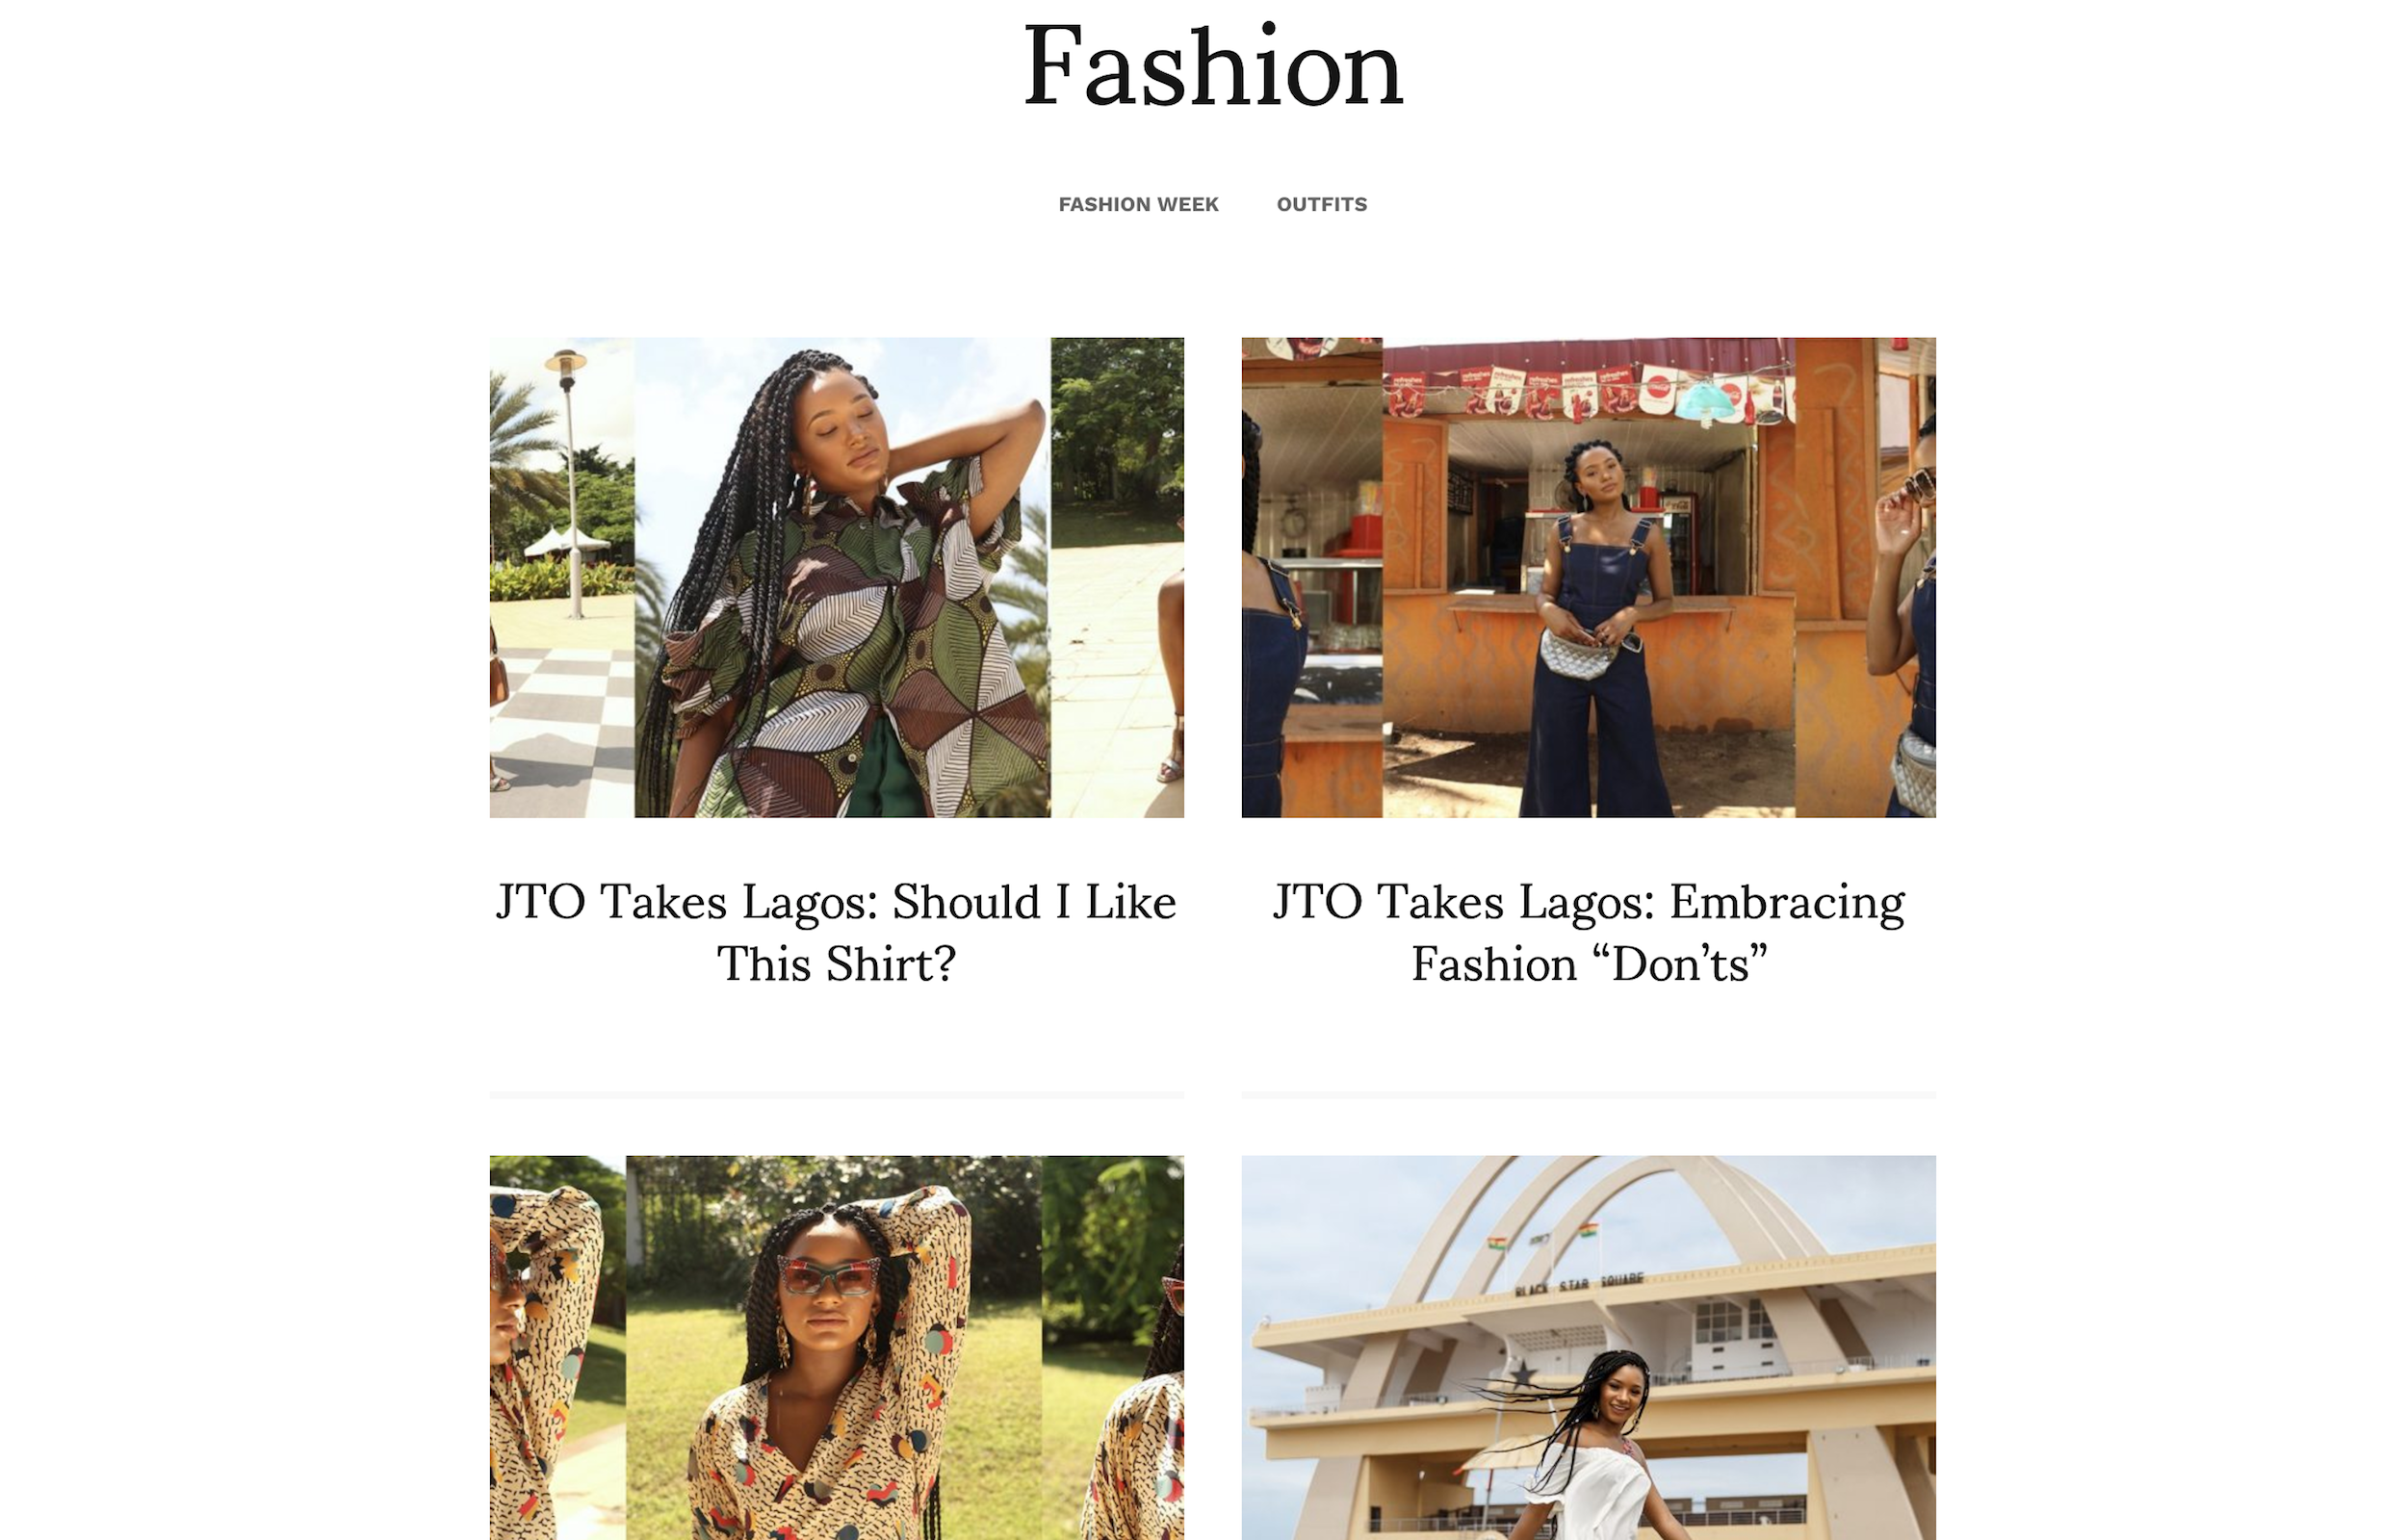 Fashion
FASHION WEEK OUTFITS
JTO Takes Lagos: Should I Like
This Shirt?
JTO Takes Lagos: Embracing
Fashion “Don’ts”
BLACK STAR SQUARE